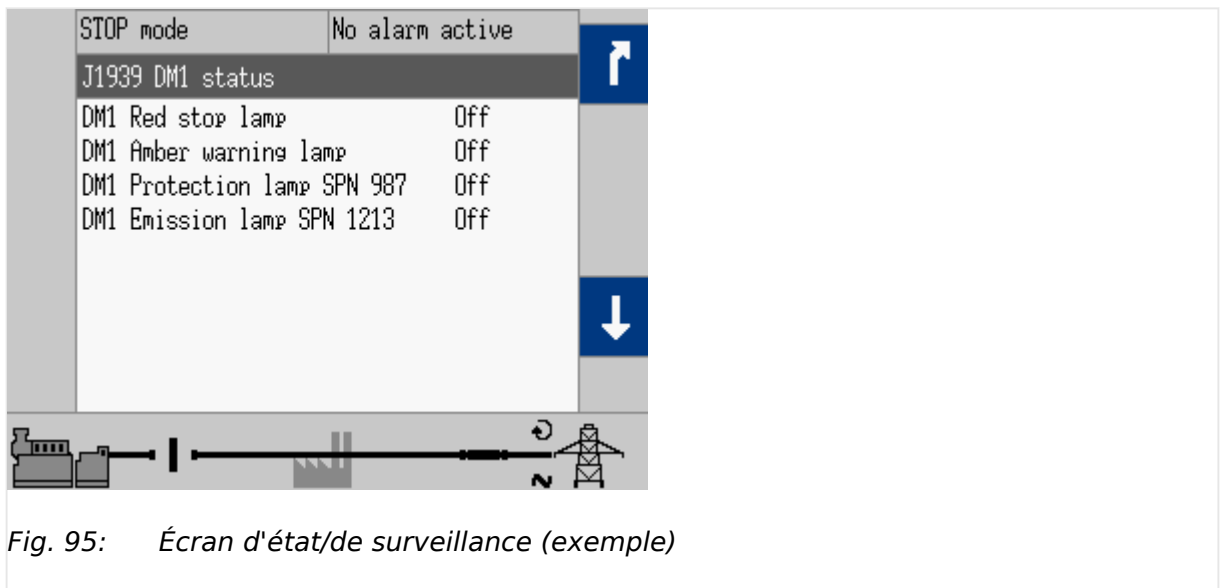 STOP mode No alarm active
J1939 DM1 status
DM1 Red stop lamp Off
DM1 Amber warning lamp Off
DM1 Protection lamp SPN 987 Off
DM1 Emission lamp SPN 1213 Off
Fig. 95: Écran d'état/de surveillance (exemple)